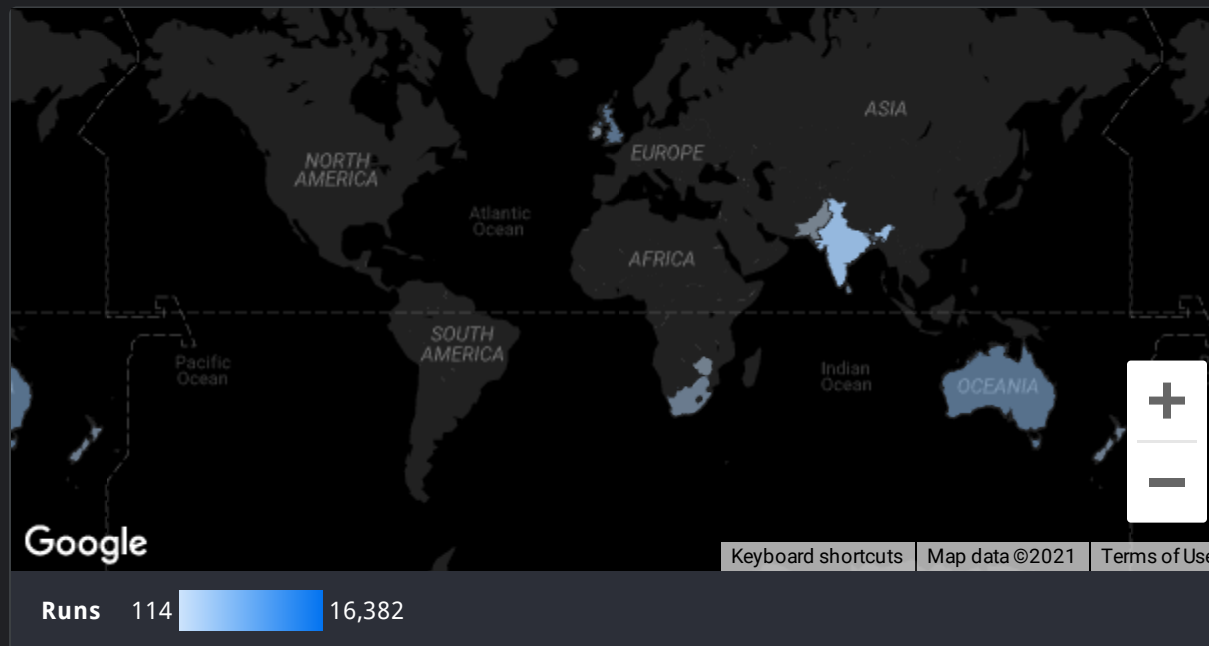 ASIA
EUROPE
NORTH
AMERICA
Atlantic
Ocean
AFRICA
SOUTH
AMERICA
Pacific
Ocean
Indian
Ocean
OCEANIA
+
−
Google
Keyboard shortcuts Map data ©2021 Terms of Use
Runs 114 16,382